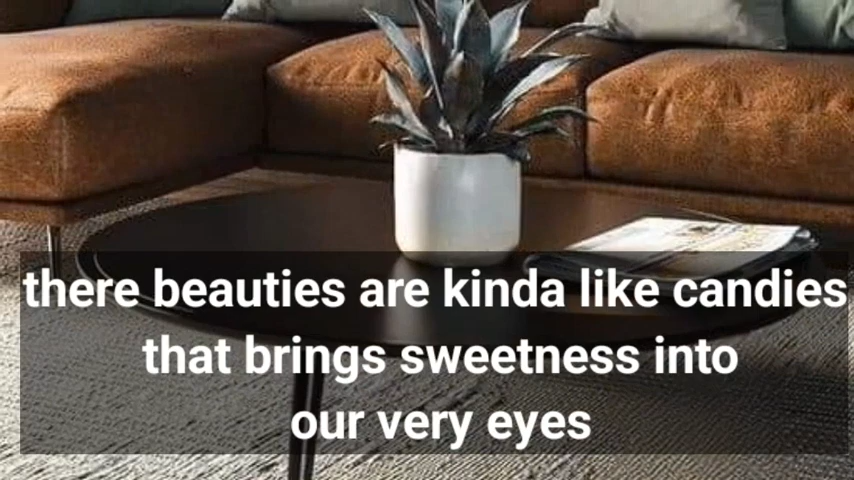 there beauties are kinda like candies
that brings sweetness into
our very eyes